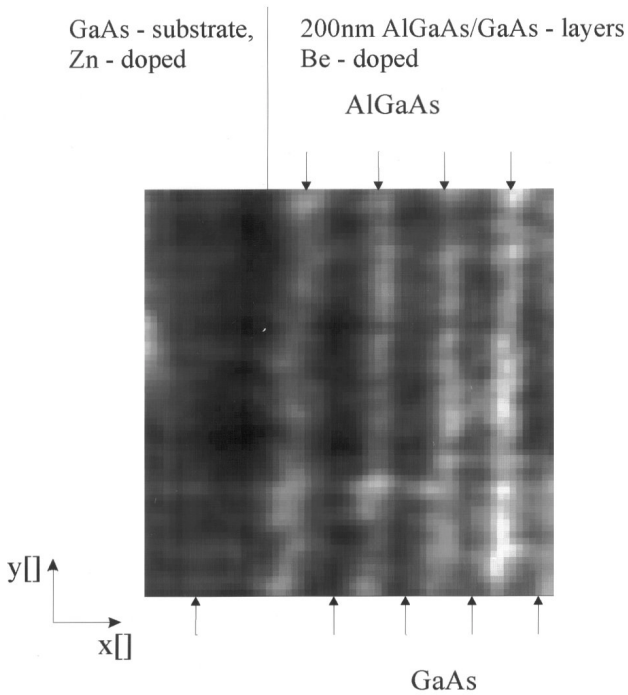 GaAs - substrate,
Zn - doped
200nm AlGaAs/GaAs - layers
Be - doped
AlGaAs
y[]
x[]
GaAs